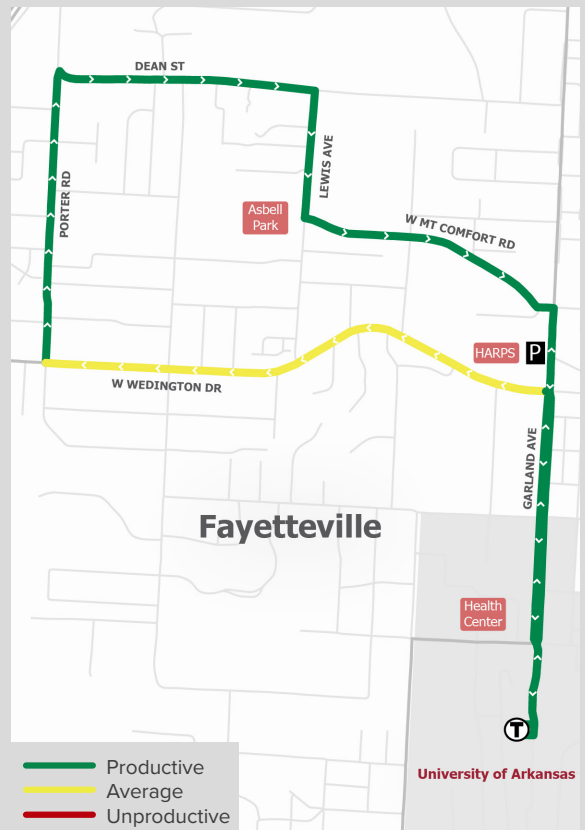 DEAN ST
PORTER RD
LEWIS AVE
Asbell
Park
W MT COMFORT RD
HARPS
P
W WEDINGTON DR
GARLAND AVE
Fayetteville
Health
Center
T
University of Arkansas
Productive
Average
Unproductive